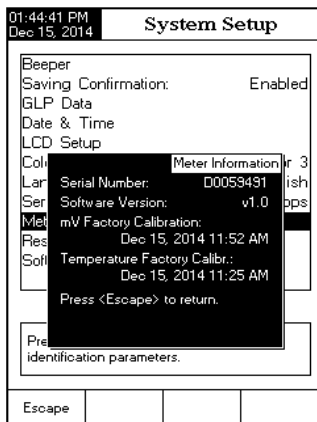 01:44:41 PM
Dec 15, 2014
System Setup
Beeper
Saving Confirmation: Enabled
GLP Data
Date & Time
LCD Setup
Meter Information
Serial Number: D0059491
Software Version: v1.0
mV Factory Calibration:
Dec 15, 2014 11:52 AM
Temperature Factory Calibr.:
Dec 15, 2014 11:25 AM
Press <Escape> to return.
identification parameters.
Escape